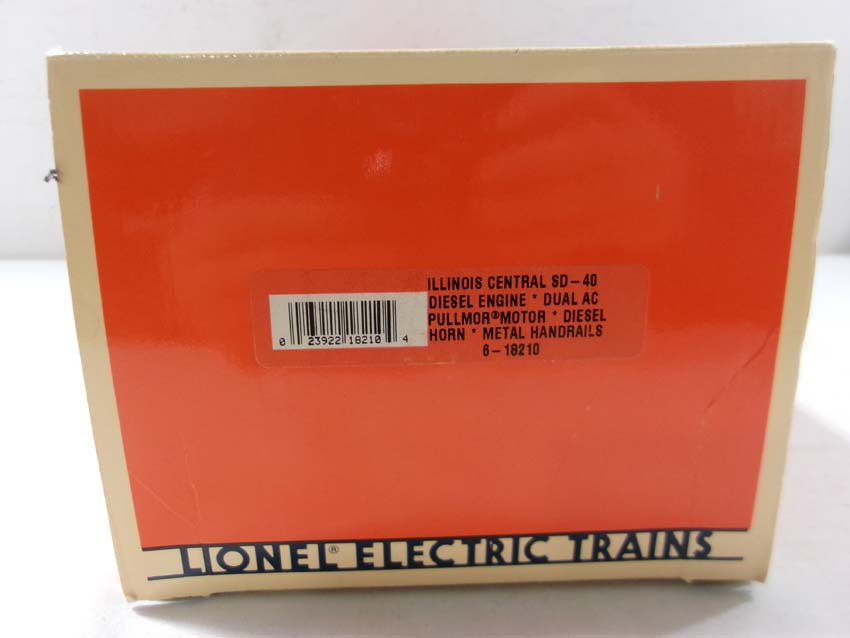 ILLINOIS CENTRAL SD-40
DIESEL ENGINE * DUAL AC
PULLMOR® MOTOR * DIESEL
HORN * METAL HANDRAILS
6-18210
0 23922 18210 4
LIONEL® ELECTRIC TRAINS